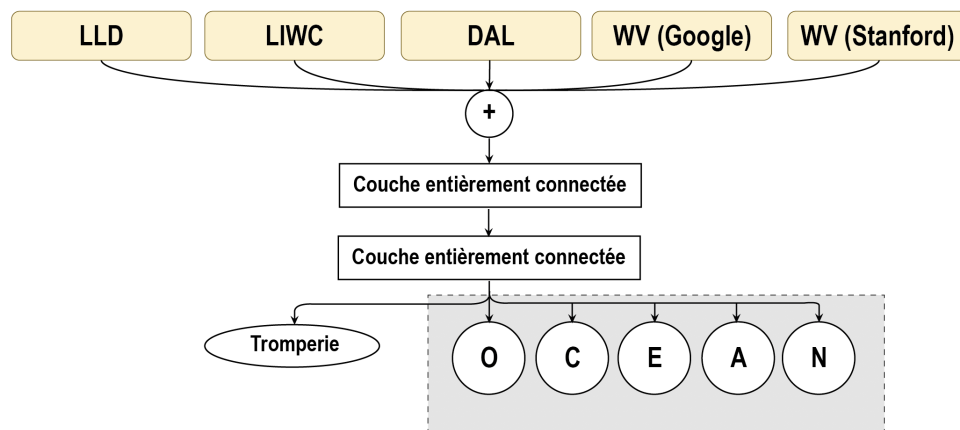 LLD
LIWC
DAL
WV (Google)
WV (Stanford)
+
Couche entièrement connectée
Couche entièrement connectée
Tromperie
O
C
E
A
N